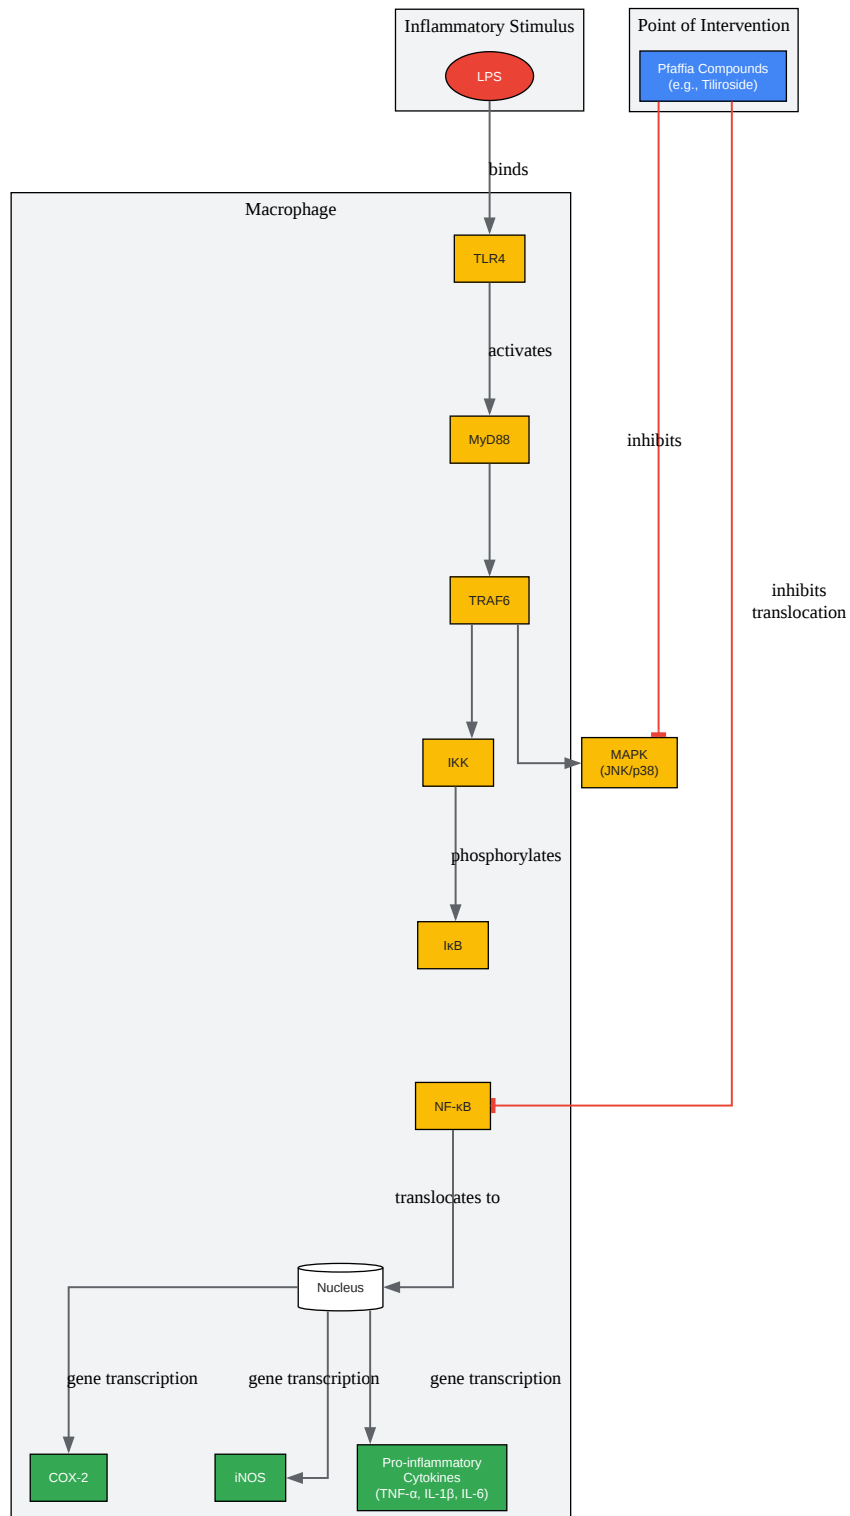 Inflammatory Stimulus
Point of Intervention
LPS
Pfaffia Compounds
(e.g., Tiliroside)
binds
Macrophage
TLR4
activates
MyD88
inhibits
inhibits
translocation
TRAF6
IKK
MAPK
(JNK/p38)
phosphorylates
IκB
NF-κB
translocates to
Nucleus
gene transcription
gene transcription
gene transcription
COX-2
iNOS
Pro-inflammatory
Cytokines
(TNF-α, IL-1β, IL-6)